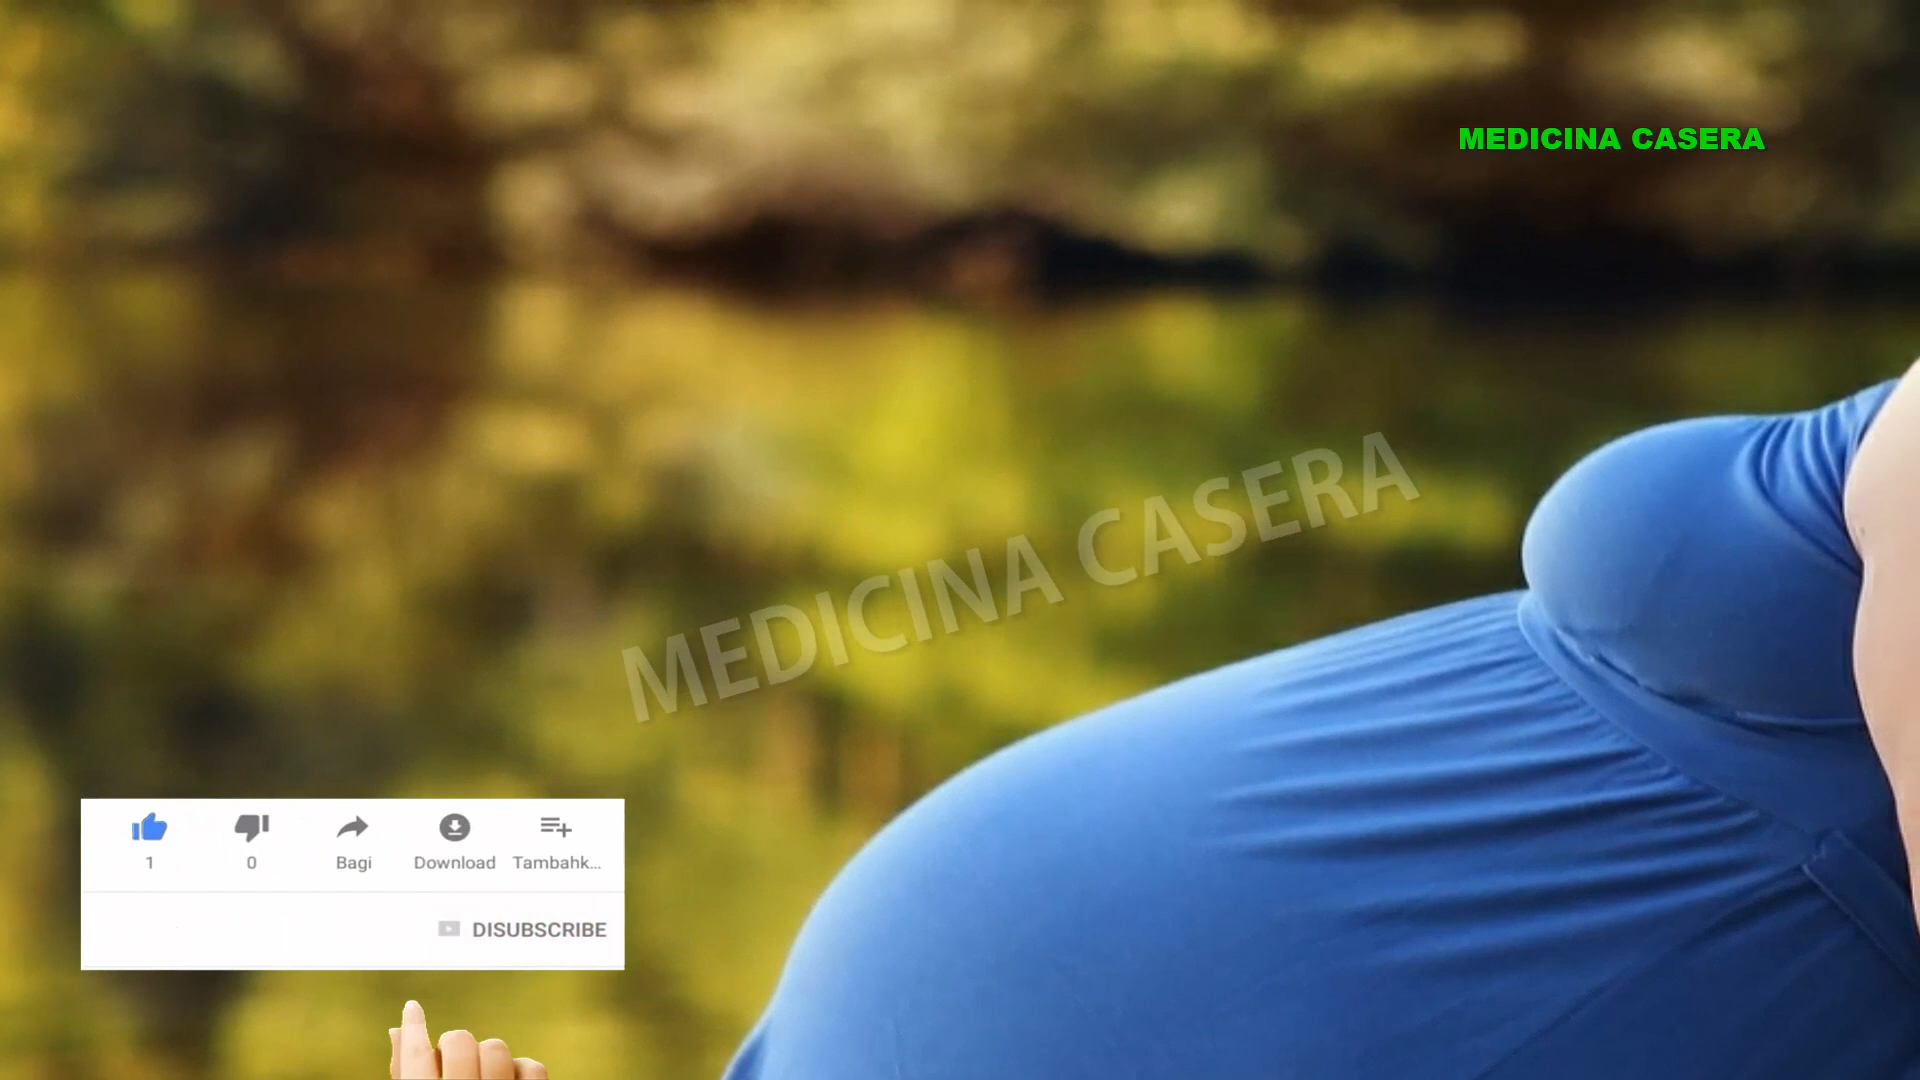 MEDICINA CASERA
MEDICINA CASERA
1
0
Bagi
Download
Tambahk...
DISUBSCRIBE